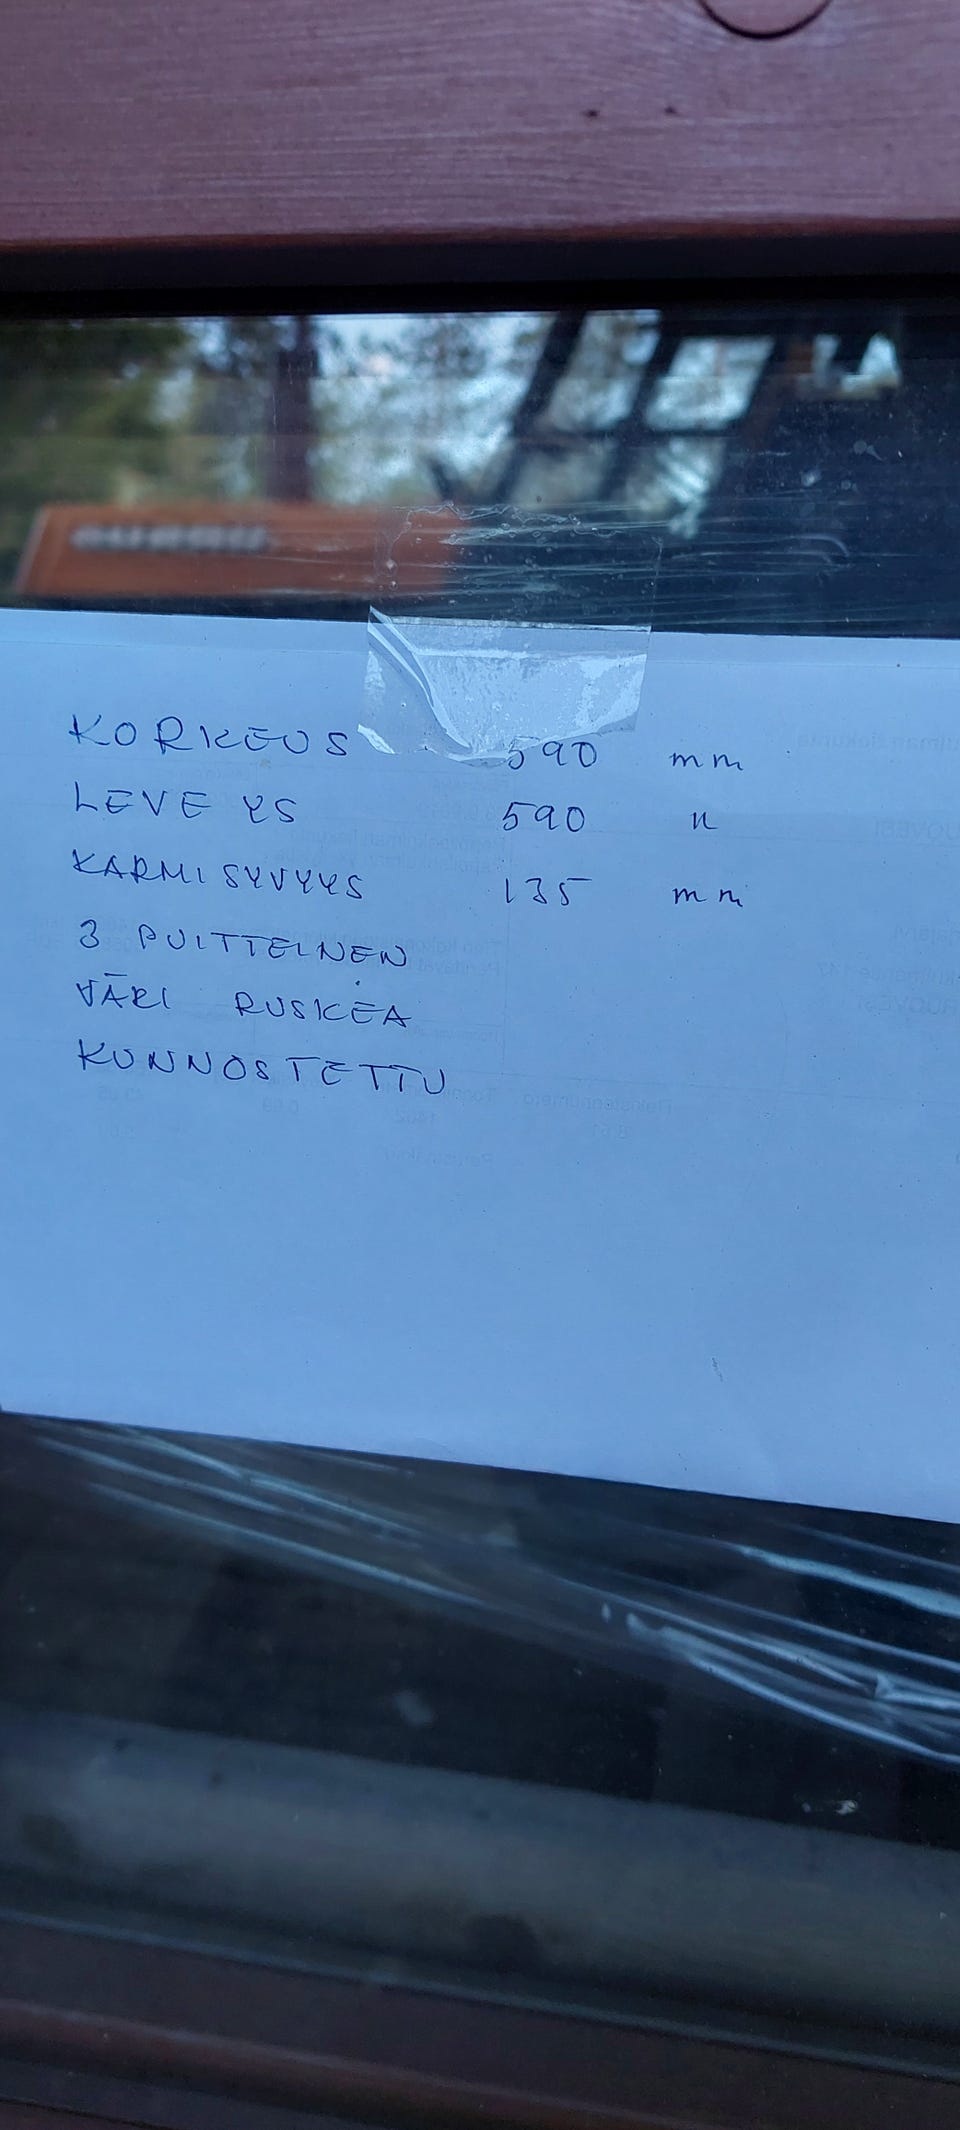 KORKEUS 590 mm
LEVEYS 590 "
KARMISYVYYS 135 mm
3 PUITTEINEN
VÄRI RUSKEA
KUNNOSTETTU